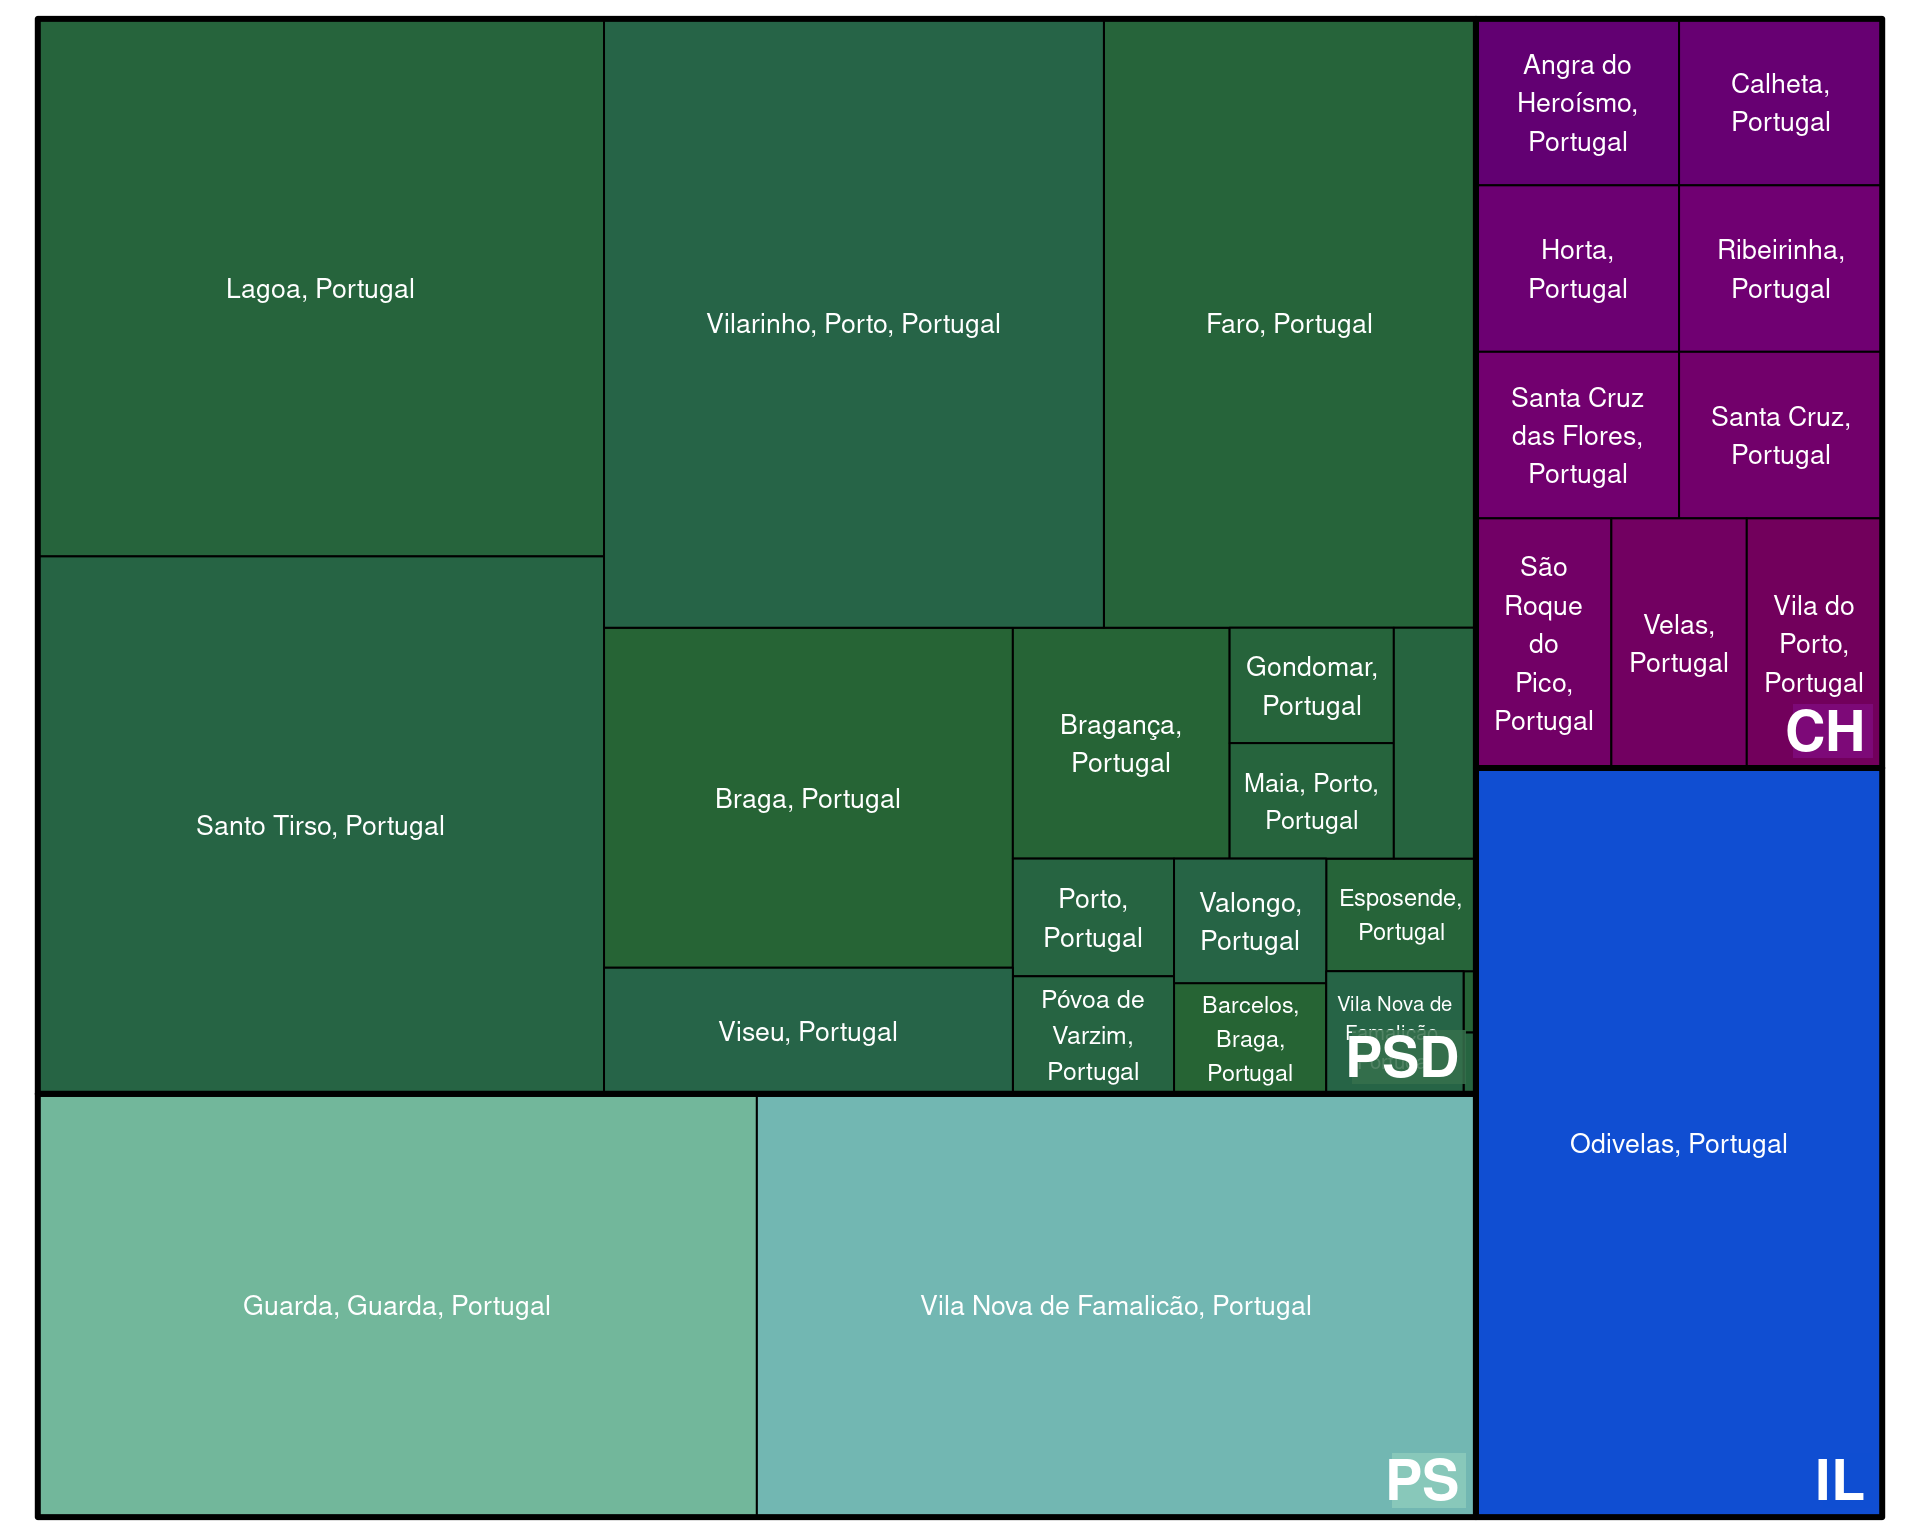 Lagoa, Portugal
Vilarinho, Porto, Portugal
Faro, Portugal
Santo Tirso, Portugal
Braga, Portugal
Viseu, Portugal
Bragança,
Portugal
Gondomar,
Portugal
Maia, Porto,
Portugal
Porto,
Portugal
Póvoa de
Varzim,
Portugal
Valongo,
Portugal
Barcelos,
Braga,
Portugal
Esposende,
Portugal
Vila Nova de
Famalicão,
Portugal
PSD
Guarda, Guarda, Portugal
Vila Nova de Famalicão, Portugal
PS
Angra do
Heroísmo,
Portugal
Calheta,
Portugal
Horta,
Portugal
Ribeirinha,
Portugal
Santa Cruz
das Flores,
Portugal
Santa Cruz,
Portugal
São
Roque
do
Pico,
Portugal
Velas,
Portugal
Vila do
Porto,
Portugal
CH
Odivelas, Portugal
IL